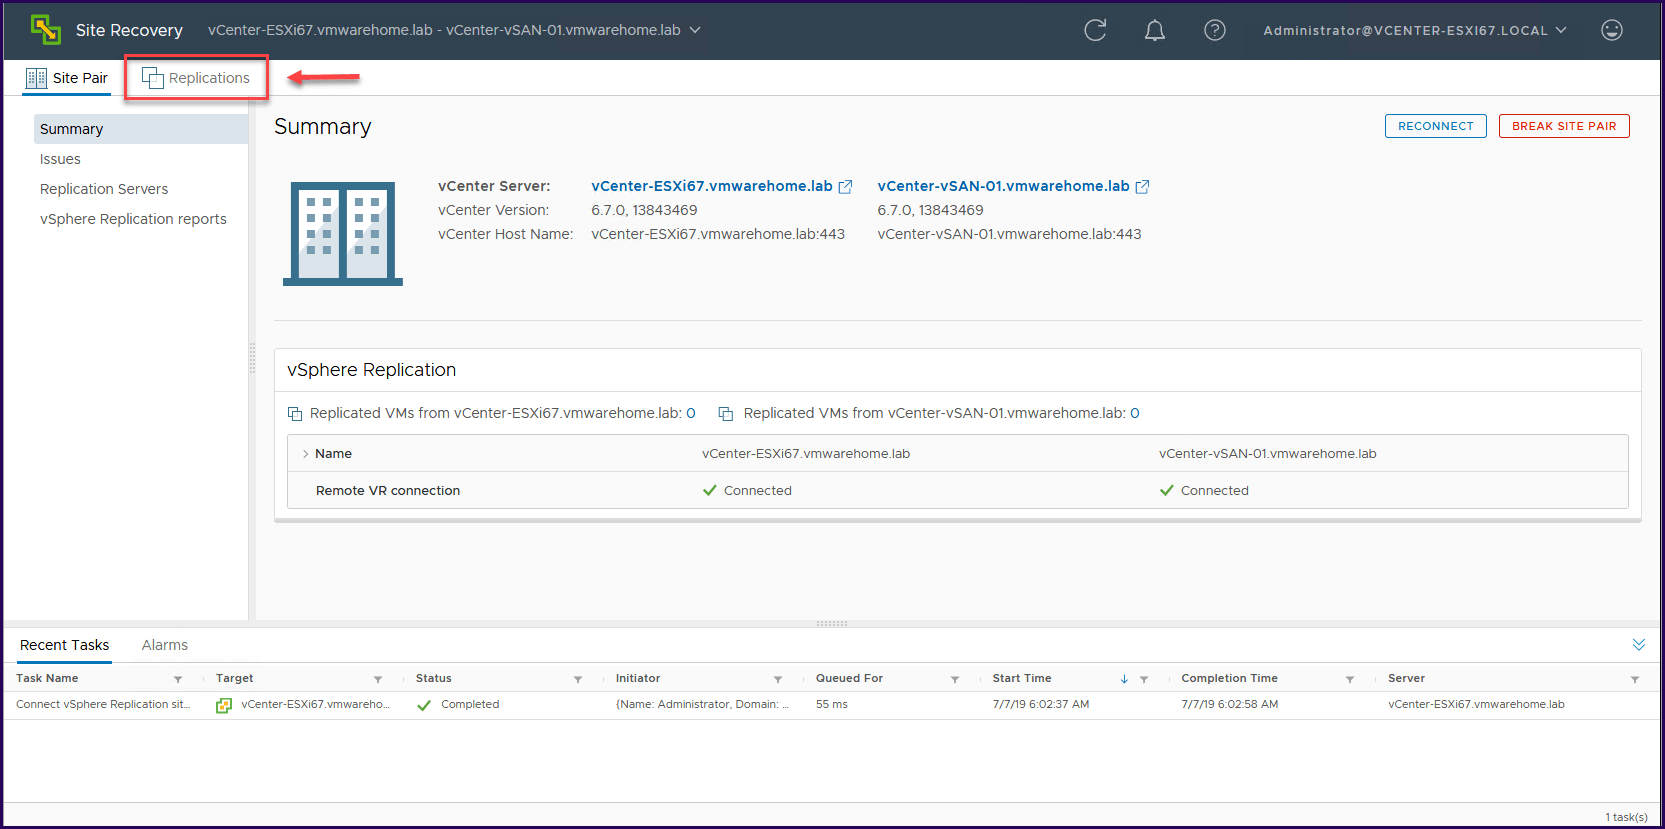 Site Recovery vCenter-ESXi67.vmwarehome.lab - vCenter-vSAN-01.vmwarehome.lab Administrator@VCENTER-ESXI67.LOCAL
Site Pair Replications
Summary
Issues
Replication Servers
vSphere Replication reports
Summary RECONNECT BREAK SITE PAIR
vCenter Server: vCenter-ESXi67.vmwarehome.lab vCenter-vSAN-01.vmwarehome.lab
vCenter Version: 6.7.0, 13843469 6.7.0, 13843469
vCenter Host Name: vCenter-ESXi67.vmwarehome.lab:443 vCenter-vSAN-01.vmwarehome.lab:443
vSphere Replication
Replicated VMs from vCenter-ESXi67.vmwarehome.lab: 0 Replicated VMs from vCenter-vSAN-01.vmwarehome.lab: 0
Name vCenter-ESXi67.vmwarehome.lab vCenter-vSAN-01.vmwarehome.lab
Remote VR connection Connected Connected
Recent Tasks Alarms
Task Name Target Status Initiator Queued For Start Time Completion Time Server
Connect vSphere Replication sit... vCenter-ESXi67.vmwareho... Completed {Name: Administrator, Domain: ... 55 ms 7/7/19 6:02:37 AM 7/7/19 6:02:58 AM vCenter-ESXi67.vmwarehome.lab
1 task(s)